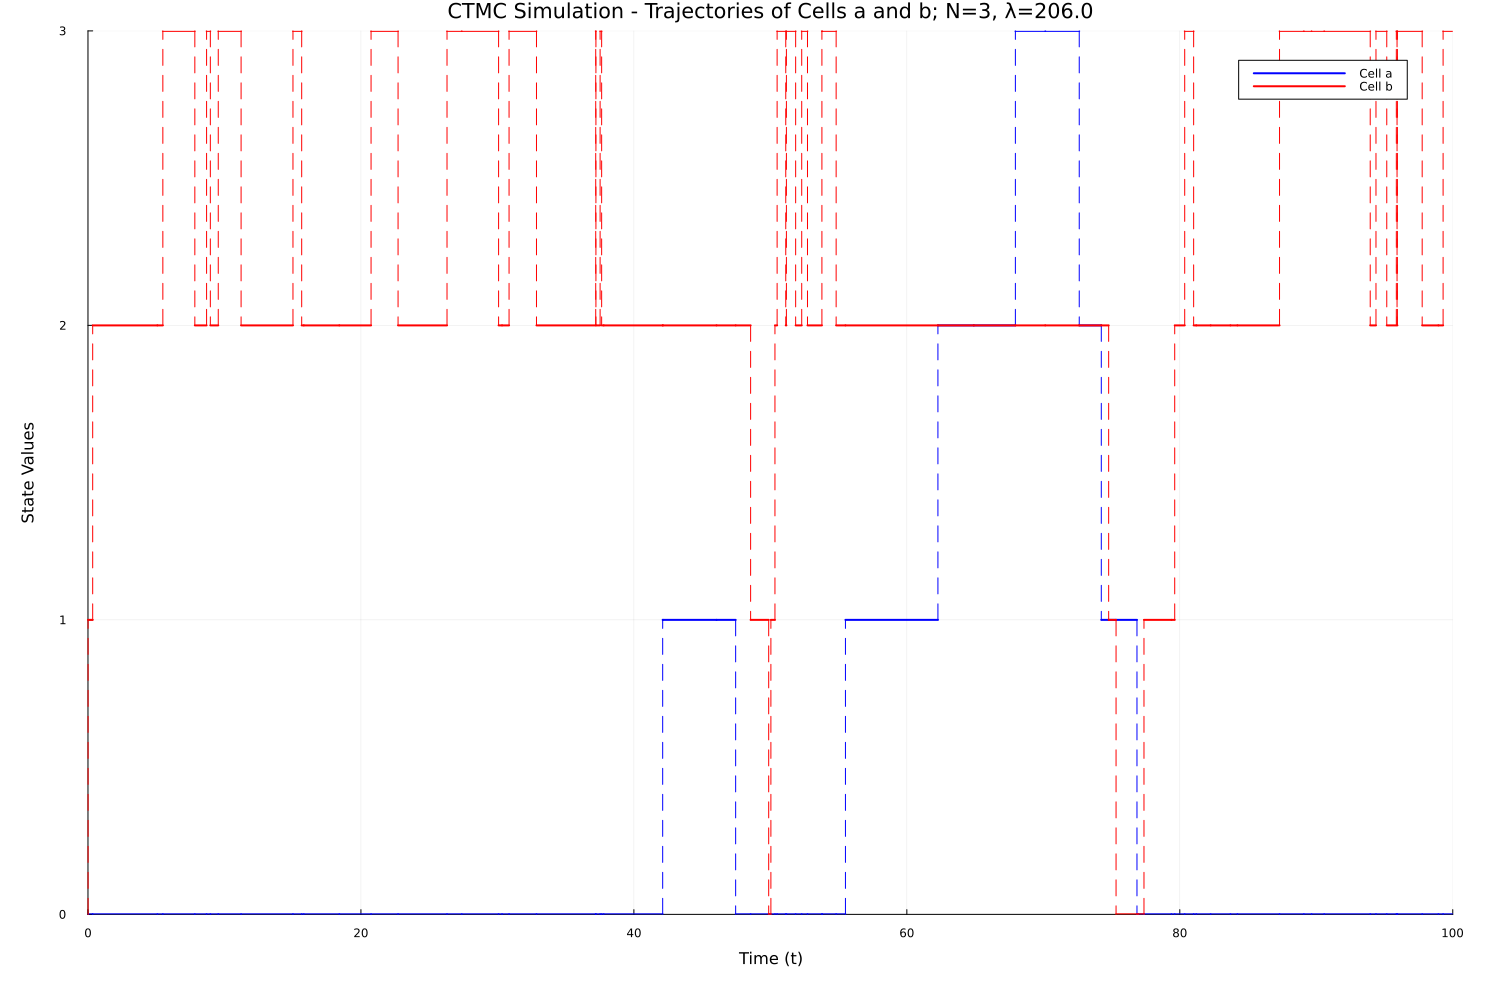 CTMC Simulation - Trajectories of Cells a and b; N=3, λ=206.0
3
Cell a
Cell b
2
State Values
1
0
0 20 40 60 80 100
Time (t)